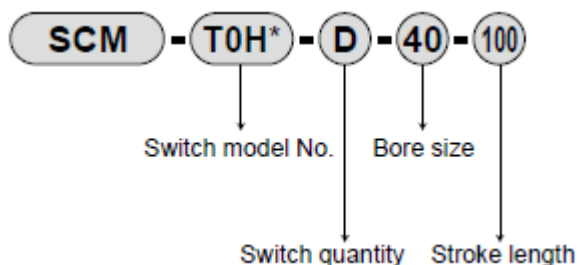 SCM - T0H* - D - 40 - 100
Switch model No. Bore size
Switch quantity Stroke length